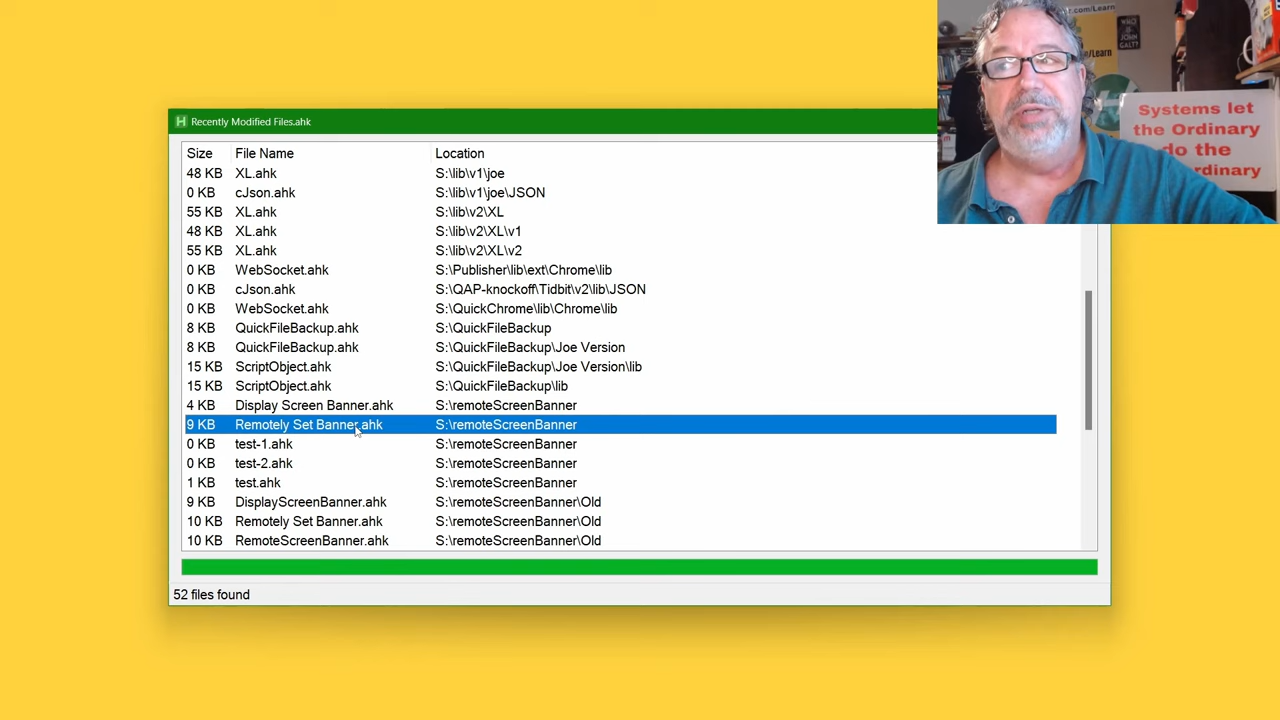 Recently Modified Files.ahk
Size File Name Location
48 KB XL.ahk S:\lib\v1\joe
0 KB cJson.ahk S:\lib\v1\joe\JSON
55 KB XL.ahk S:\lib\v2\XL
48 KB XL.ahk S:\lib\v2\XL\v1
55 KB XL.ahk S:\lib\v2\XL\v2
0 KB WebSocket.ahk S:\Publisher\lib\ext\Chrome\lib
0 KB cJson.ahk S:\QAP-knockoff\Tidbit\v2\lib\JSON
0 KB WebSocket.ahk S:\QuickChrome\lib\Chrome\lib
8 KB QuickFileBackup.ahk S:\QuickFileBackup
8 KB QuickFileBackup.ahk S:\QuickFileBackup\Joe Version
15 KB ScriptObject.ahk S:\QuickFileBackup\Joe Version\lib
15 KB ScriptObject.ahk S:\QuickFileBackup\lib
4 KB Display Screen Banner.ahk S:\remoteScreenBanner
9 KB Remotely Set Banner.ahk S:\remoteScreenBanner
0 KB test-1.ahk S:\remoteScreenBanner
0 KB test-2.ahk S:\remoteScreenBanner
1 KB test.ahk S:\remoteScreenBanner
9 KB DisplayScreenBanner.ahk S:\remoteScreenBanner\Old
10 KB Remotely Set Banner.ahk S:\remoteScreenBanner\Old
10 KB RemoteScreenBanner.ahk S:\remoteScreenBanner\Old
52 files found
r.com/Learn
WHO
IS
JOHN
GALT?
e/Learn
Systems let
the Ordinary
do the
rdinary